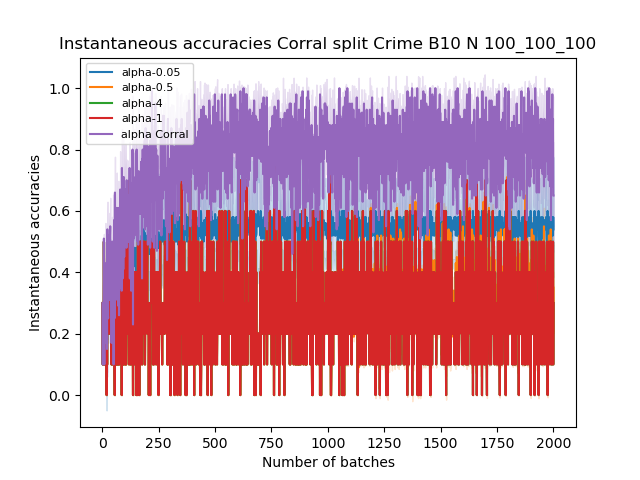 Instantaneous accuracies Corral split Crime B10 N 100_100_100
alpha-0.05
alpha-0.5
alpha-4
alpha-1
alpha Corral
1.0
0.8
0.6
0.4
0.2
0.0
Instantaneous accuracies
0 250 500 750 1000 1250 1500 1750 2000
Number of batches